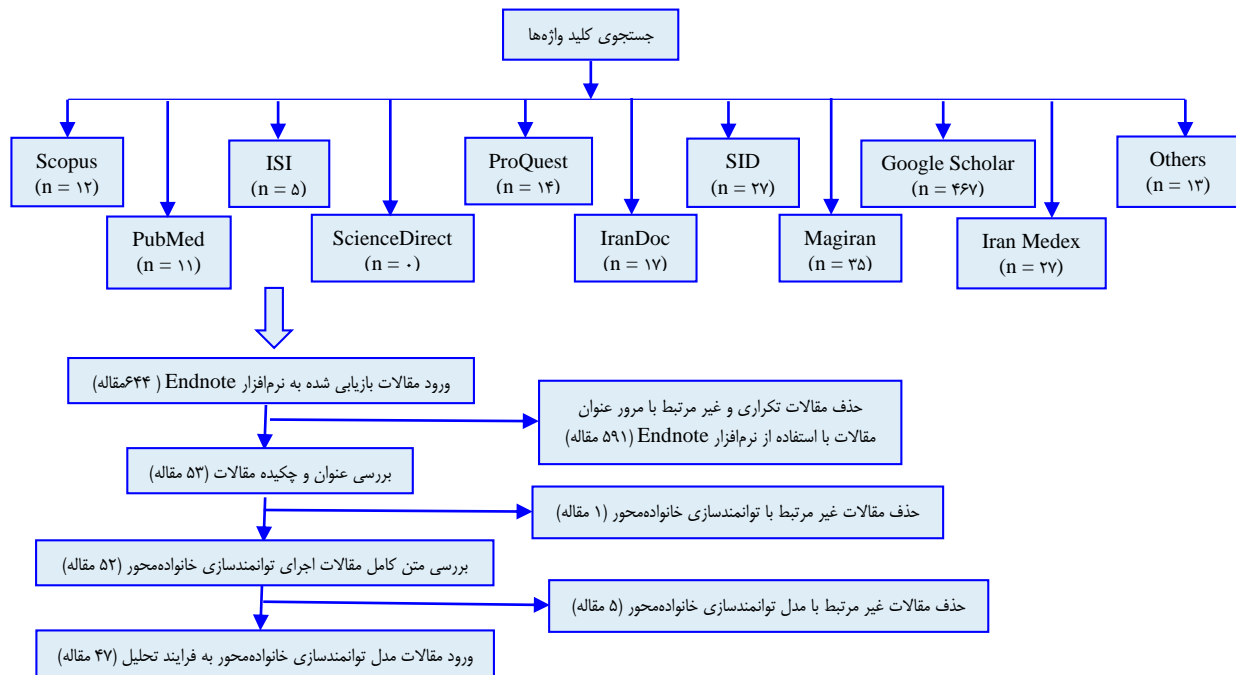 جستجوی کلید واژه‌ها
Scopus
(n = ۱۲)
ISI
(n = ۵)
ProQuest
(n = ۱۴)
SID
(n = ۲۷)
Google Scholar
(n = ۴۶۷)
Others
(n = ۱۳)
PubMed
(n = ۱۱)
ScienceDirect
(n = ۰)
IranDoc
(n = ۱۷)
Magiran
(n = ۳۵)
Iran Medex
(n = ۲۷)
ورود مقالات بازیابی شده به نرم‌افزار Endnote ( ۶۴۴مقاله)
حذف مقالات تکراری و غیر مرتبط با مرور عنوان
مقالات با استفاده از نرم‌افزار Endnote (۵۹۱ مقاله)
بررسی عنوان و چکیده مقالات (۵۳ مقاله)
حذف مقالات غیر مرتبط با توانمندسازی خانواده‌محور (۱ مقاله)
بررسی متن کامل مقالات اجرای توانمندسازی خانواده‌محور (۵۲ مقاله)
حذف مقالات غیر مرتبط با مدل توانمندسازی خانواده‌محور (۵ مقاله)
ورود مقالات مدل توانمندسازی خانواده‌محور به فرایند تحلیل (۴۷ مقاله)